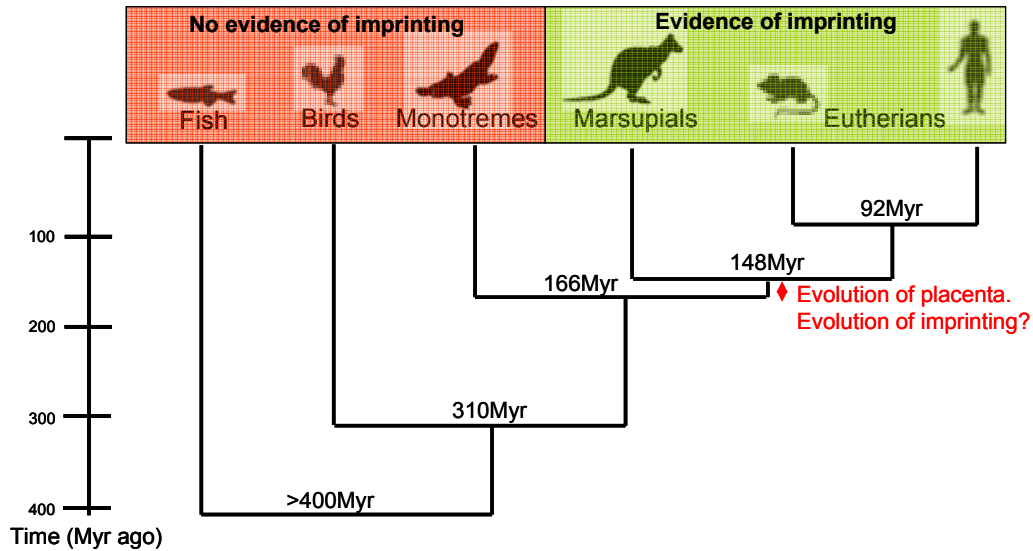 No evidence of imprinting
Evidence of imprinting
Fish
Birds
Monotremes
Marsupials
Eutherians
92Myr
148Myr
166Myr
Evolution of placenta.
Evolution of imprinting?
310Myr
>400Myr
100
200
300
400
Time (Myr ago)